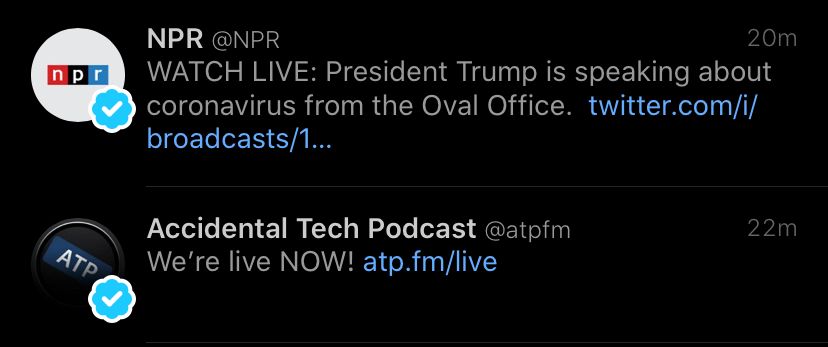 npr
NPR @NPR 20m
WATCH LIVE: President Trump is speaking about
coronavirus from the Oval Office. twitter.com/i/
broadcasts/1...
ATP
Accidental Tech Podcast @atpfm 22m
We’re live NOW! atp.fm/live